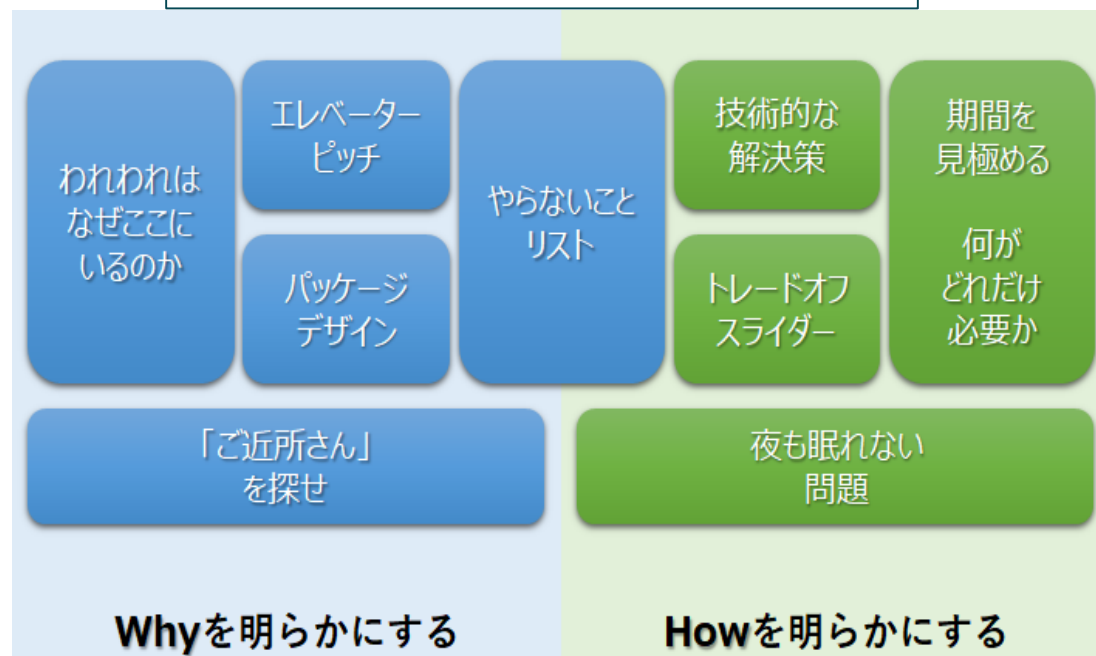 われわれは
なぜここに
いるのか
エレベーター
ピッチ
パッケージ
デザイン
やらないこと
リスト
技術的な
解決策
トレードオフ
スライダー
期間を
見極める
何が
どれだけ
必要か
「ご近所さん」
を探せ
夜も眠れない
問題
Whyを明らかにする
Howを明らかにする